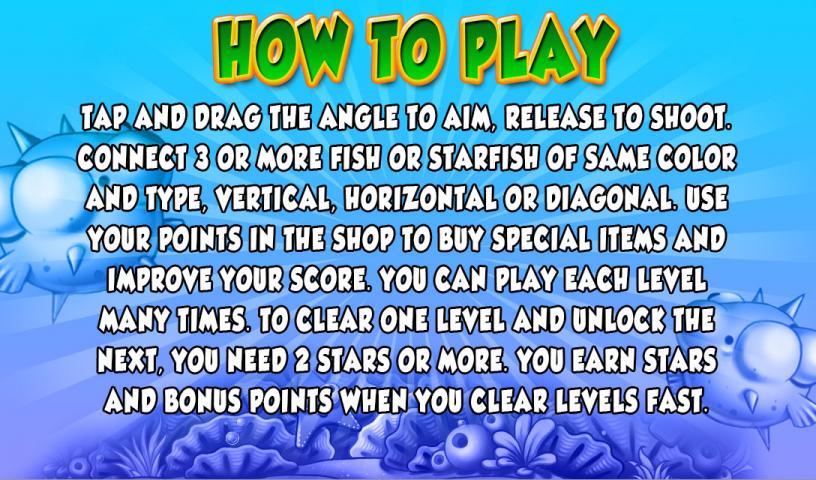 HOW TO PLAY
TAP AND DRAG THE ANGLE TO AIM, RELEASE TO SHOOT.
CONNECT 3 OR MORE FISH OR STARFISH OF SAME COLOR
AND TYPE, VERTICAL, HORIZONTAL OR DIAGONAL. USE
YOUR POINTS IN THE SHOP TO BUY SPECIAL ITEMS AND
IMPROVE YOUR SCORE. YOU CAN PLAY EACH LEVEL
MANY TIMES. TO CLEAR ONE LEVEL AND UNLOCK THE
NEXT, YOU NEED 2 STARS OR MORE. YOU EARN STARS
AND BONUS POINTS WHEN YOU CLEAR LEVELS FAST.